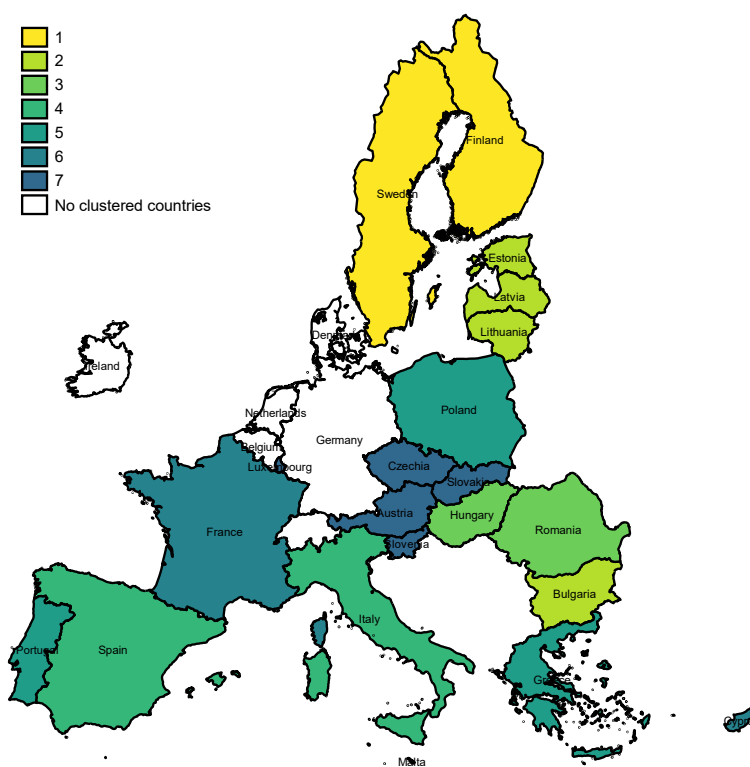 1
2
3
4
5
6
7
No clustered countries
Finland
Sweden
Estonia
Latvia
Lithuania
Denmark
Ireland
Netherlands
Poland
Germany
Belgium
Luxembourg
Czechia
Slovakia
Austria
Hungary
France
Romania
Slovenia
Bulgaria
Italy
Portugal
Spain
Greece
Cypr
Malta